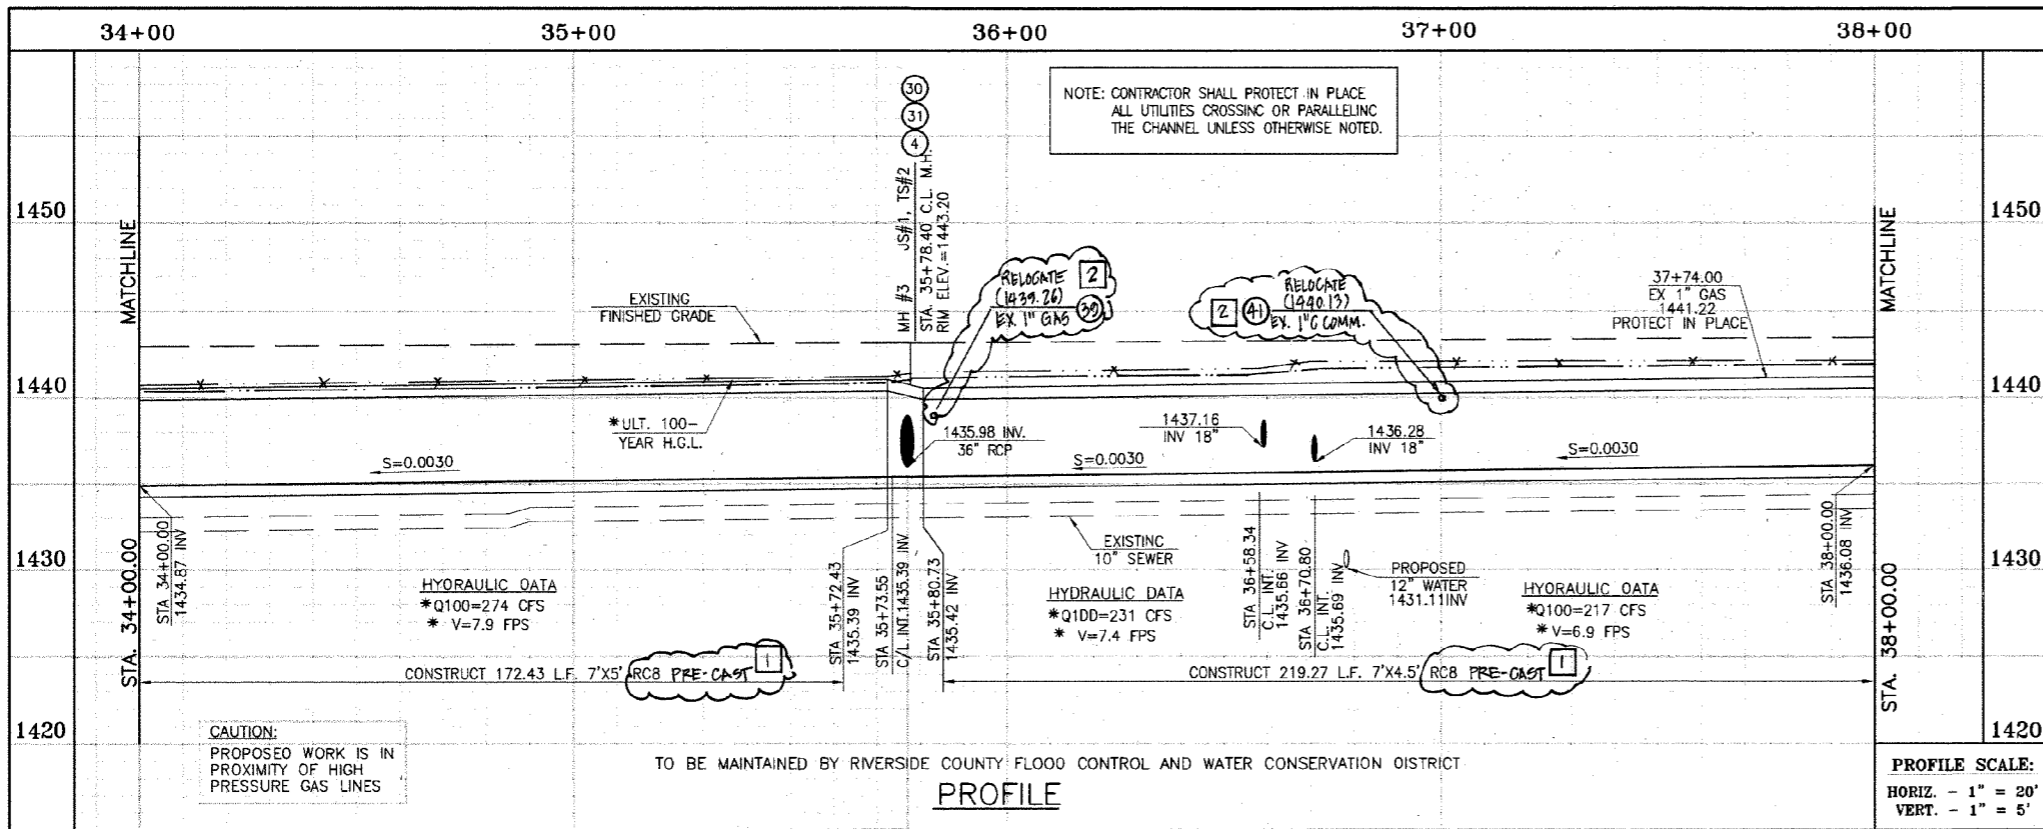 34+00
35+00
36+00
37+00
38+00
30
31
4
NOTE: CONTRACTOR SHALL PROTECT IN PLACE
ALL UTILITIES CROSSING OR PARALLELING
THE CHANNEL UNLESS OTHERWISE NOTED.
1450
1450
1440
1440
1430
1430
1420
1420
MATCHLINE
STA. 34+00.00
MATCHLINE
STA. 38+00.00
MH #3 JS#1, TS#2
STA. 35+78.40 C.L. M.H.
RIM ELEV.=1443.20
EXISTING
FINISHED GRADE
RELOCATE 2
(1439.26)
EX. 1" GAS 39
RELOCATE
(1440.13)
2 41 EX. 1"C COMM.
37+74.00
EX 1" GAS
1441.22
PROTECT IN PLACE
*ULT. 100-
YEAR H.G.L.
1435.98 INV.
36" RCP
1437.16
INV 18"
1436.28
INV 18"
S=0.0030
S=0.0030
S=0.0030
STA 34+00.00
1434.87 INV
EXISTING
10" SEWER
PROPOSED
12" WATER
1431.11INV
STA 35+72.43
1435.39 INV
STA 35+73.55
C/L INT.1435.39 INV
STA 35+80.73
1435.42 INV
STA 36+58.34
C.L. INT.
1435.66 INV
STA 36+70.80
C.L. INT.
1435.69 INV
STA 38+00.00
1436.08 INV
HYDRAULIC DATA
*Q100=274 CFS
* V=7.9 FPS
HYDRAULIC DATA
*Q1DD=231 CFS
* V=7.4 FPS
HYDRAULIC DATA
*Q100=217 CFS
* V=6.9 FPS
CONSTRUCT 172.43 L.F. 7'X5' RC8 PRE-CAST 1
CONSTRUCT 219.27 L.F. 7'X4.5' RC8 PRE-CAST 1
CAUTION:
PROPOSED WORK IS IN
PROXIMITY OF HIGH
PRESSURE GAS LINES
TO BE MAINTAINED BY RIVERSIDE COUNTY FLOOD CONTROL AND WATER CONSERVATION DISTRICT
PROFILE
PROFILE SCALE:
HORIZ. - 1" = 20'
VERT. - 1" = 5'